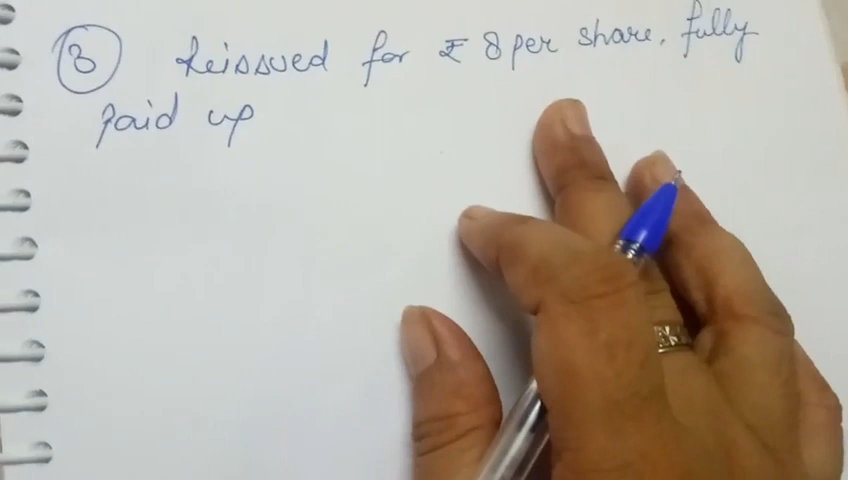 ③ Reissued for ₹ 8 per share, fully
paid up